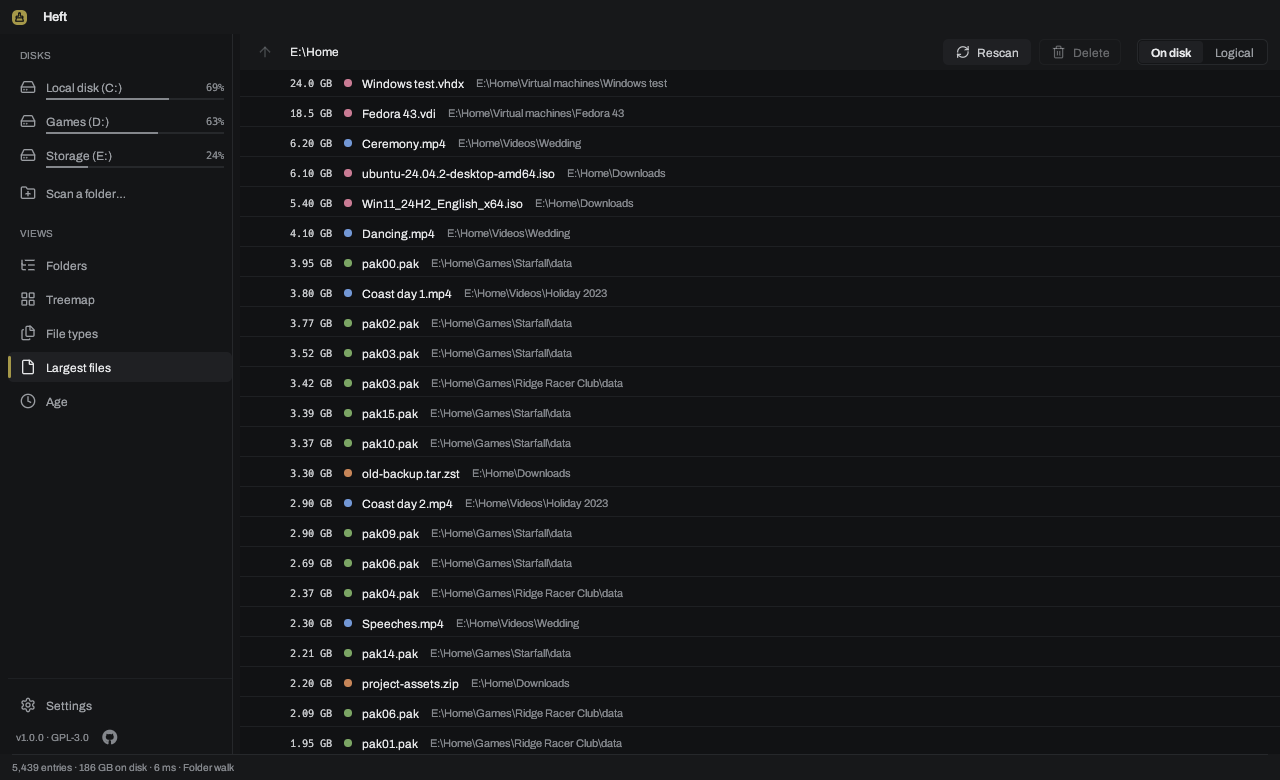 Heft
DISKS
Local disk (C:) 69%
Games (D:) 63%
Storage (E:) 24%
Scan a folder...
VIEWS
Folders
Treemap
File types
Largest files
Age
Settings
v1.0.0 · GPL-3.0
E:\Home
Rescan
Delete
On disk
Logical
24.0 GB Windows test.vhdx E:\Home\Virtual machines\Windows test
18.5 GB Fedora 43.vdi E:\Home\Virtual machines\Fedora 43
6.20 GB Ceremony.mp4 E:\Home\Videos\Wedding
6.10 GB ubuntu-24.04.2-desktop-amd64.iso E:\Home\Downloads
5.40 GB Win11_24H2_English_x64.iso E:\Home\Downloads
4.10 GB Dancing.mp4 E:\Home\Videos\Wedding
3.95 GB pak00.pak E:\Home\Games\Starfall\data
3.80 GB Coast day 1.mp4 E:\Home\Videos\Holiday 2023
3.77 GB pak02.pak E:\Home\Games\Starfall\data
3.52 GB pak03.pak E:\Home\Games\Starfall\data
3.42 GB pak03.pak E:\Home\Games\Ridge Racer Club\data
3.39 GB pak15.pak E:\Home\Games\Starfall\data
3.37 GB pak10.pak E:\Home\Games\Starfall\data
3.30 GB old-backup.tar.zst E:\Home\Downloads
2.90 GB Coast day 2.mp4 E:\Home\Videos\Holiday 2023
2.90 GB pak09.pak E:\Home\Games\Starfall\data
2.69 GB pak06.pak E:\Home\Games\Starfall\data
2.37 GB pak04.pak E:\Home\Games\Ridge Racer Club\data
2.30 GB Speeches.mp4 E:\Home\Videos\Wedding
2.21 GB pak14.pak E:\Home\Games\Starfall\data
2.20 GB project-assets.zip E:\Home\Downloads
2.09 GB pak06.pak E:\Home\Games\Ridge Racer Club\data
1.95 GB pak01.pak E:\Home\Games\Ridge Racer Club\data
5,439 entries · 186 GB on disk · 6 ms · Folder walk